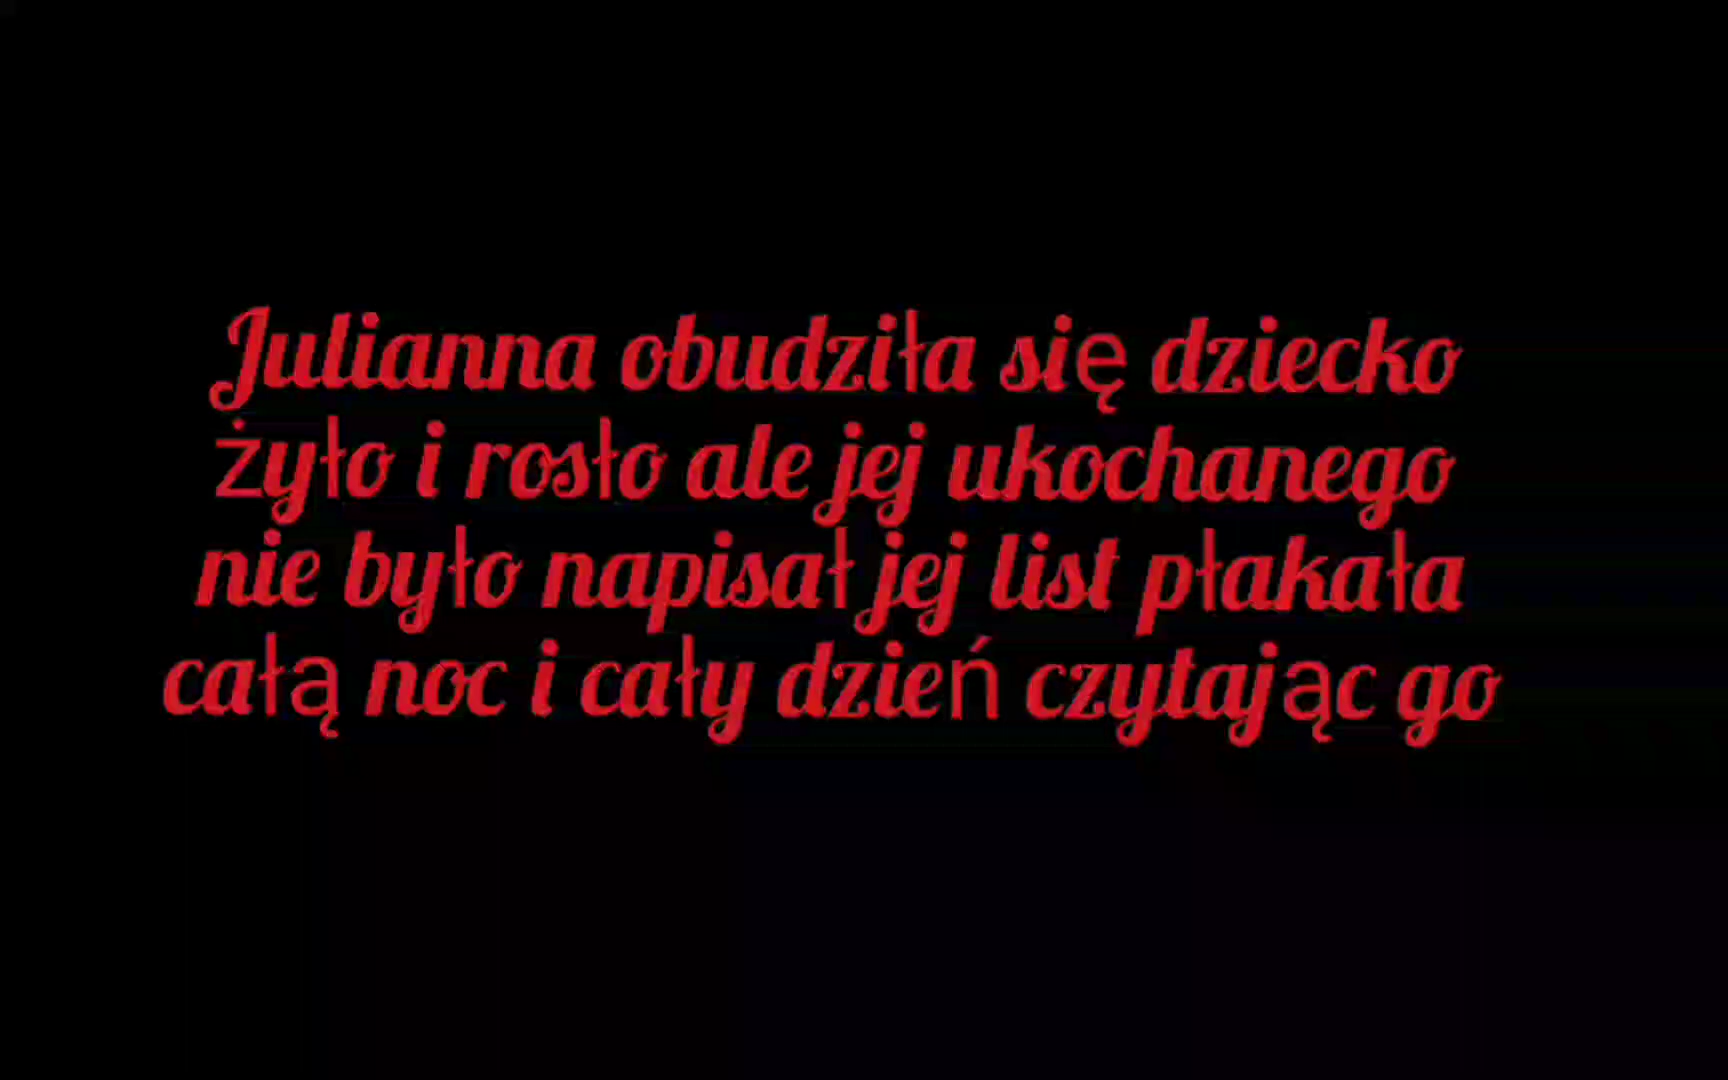 Julianna obudziła się dziecko
żyło i rosło ale jej ukochanego
nie było napisał jej list płakała
całą noc i cały dzień czytając go